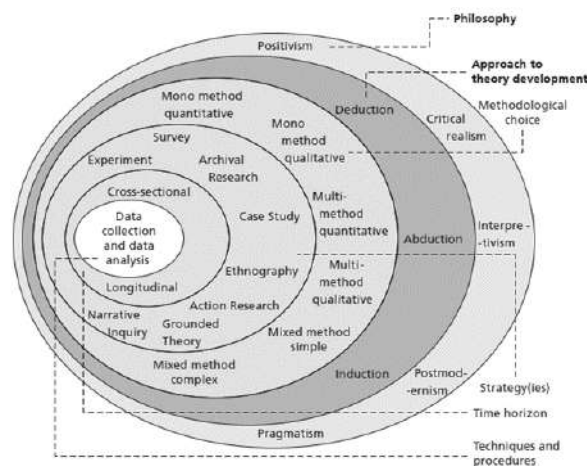 Philosophy
Positivism
Approach to
theory development
Mono method
quantitative
Deduction
Methodological
choice
Critical
realism
Mono
method
qualitative
Survey
Experiment
Archival
Research
Cross-sectional
Multi-
method
quantitative
Data
collection
and data
analysis
Case Study
Interpre-
-tivism
Abduction
Ethnography
Multi-
method
qualitative
Longitudinal
Action Research
Narrative
Inquiry
Grounded
Theory
Mixed method
simple
Mixed method
complex
Induction
Postmod-
-ernism
Strategy(ies)
Time horizon
Pragmatism
Techniques and
procedures